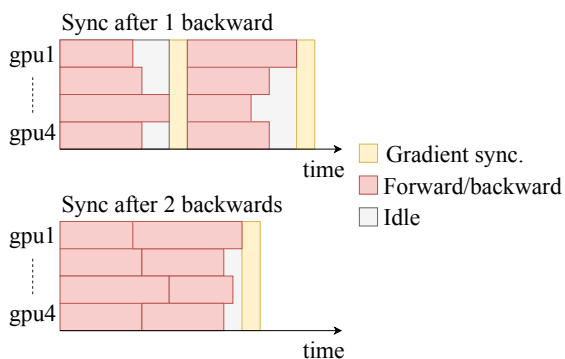 Sync after 1 backward
gpu1
gpu4
time
Gradient sync.
Forward/backward
Idle
Sync after 2 backwards
gpu1
gpu4
time